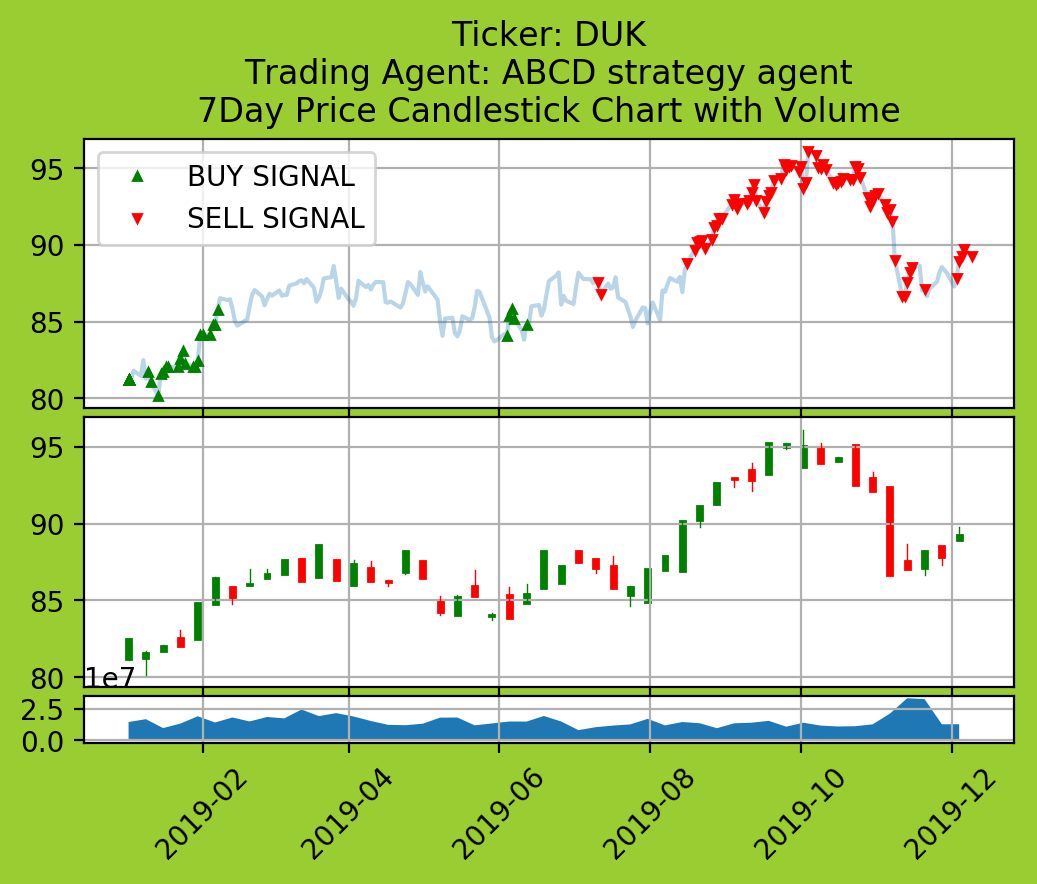 Ticker: DUK
Trading Agent: ABCD strategy agent
7Day Price Candlestick Chart with Volume
BUY SIGNAL
SELL SIGNAL
95
90
85
80
95
90
85
80
1e7
2.5
0.0
2019-02
2019-04
2019-06
2019-08
2019-10
2019-12